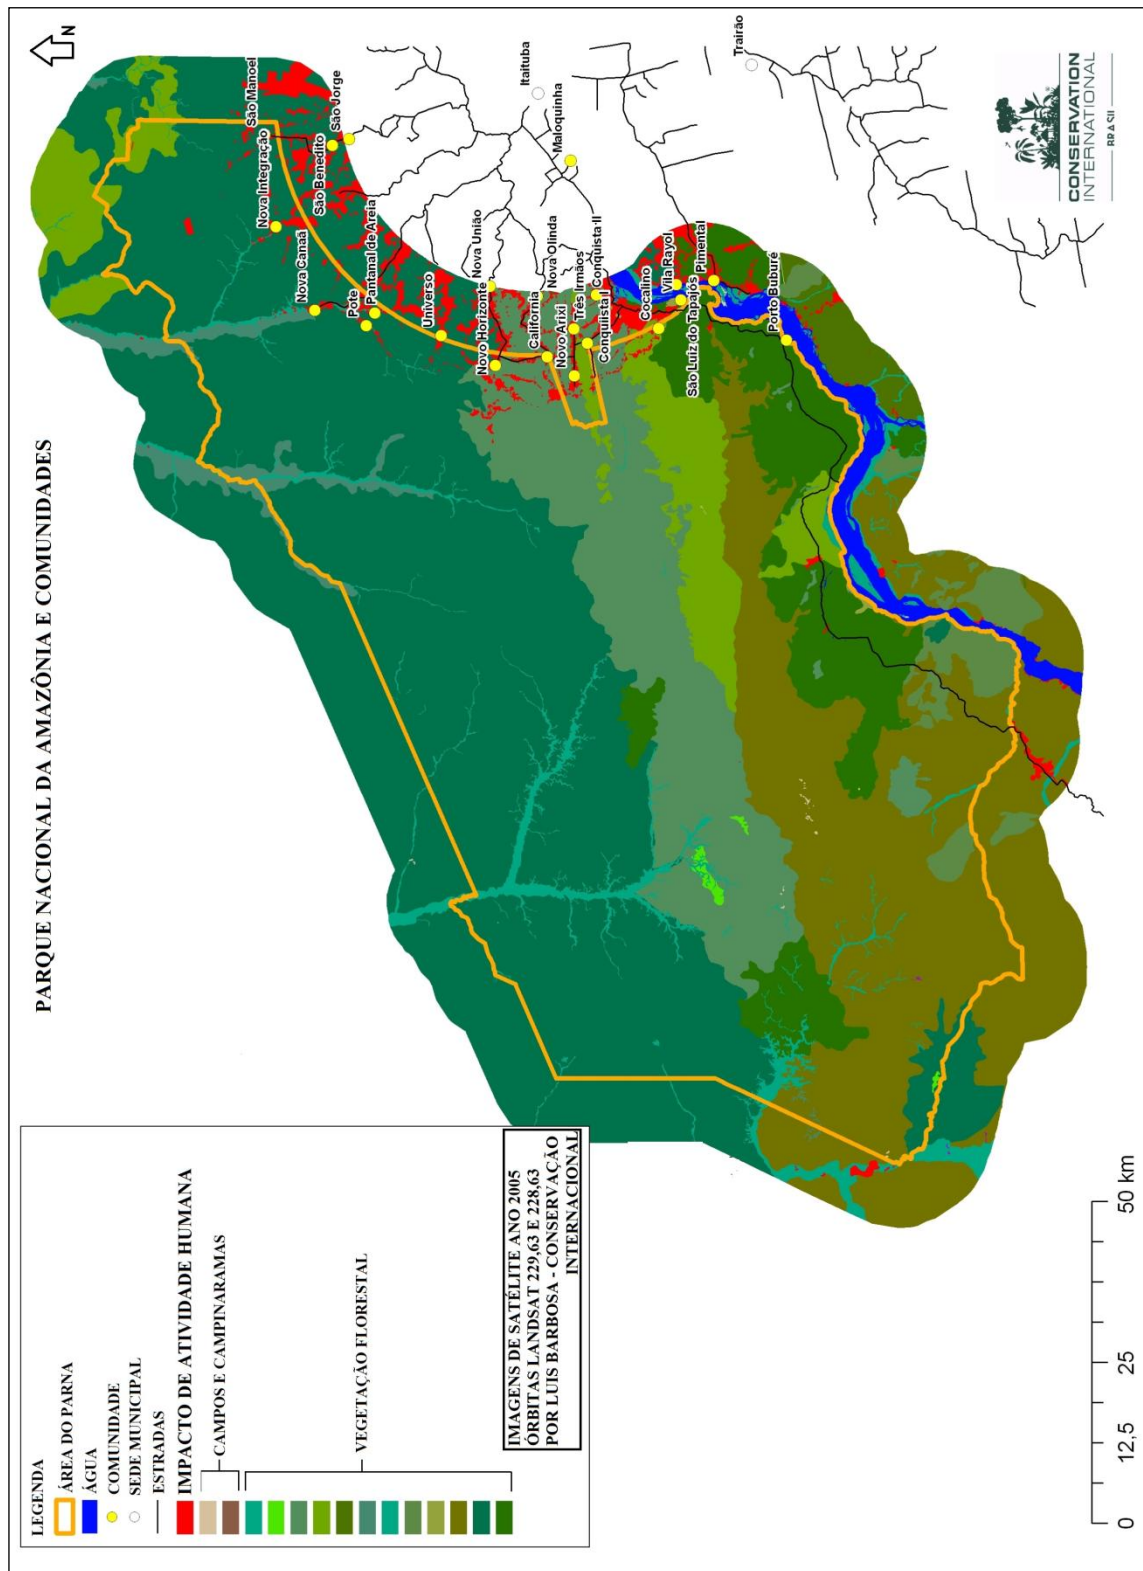 PARQUE NACIONAL DA AMAZÔNIA E COMUNIDADES
N
LEGENDA
ÁREA DO PARNA
ÁGUA
COMUNIDADE
SEDE MUNICIPAL
ESTRADAS
IMPACTO DE ATIVIDADE HUMANA
CAMPOS E CAMPINARAMAS
VEGETAÇÃO FLORESTAL
IMAGENS DE SATÉLITE ANO 2005
ÓRBITAS LANDSAT 229,63 E 228,63
POR LUIS BARBOSA - CONSERVAÇÃO
INTERNACIONAL
São Manoel
Nova Integração
São Jorge
São Benedito
Nova Canaã
Pote
Pantanal de Areia
Universo
Nova União
Novo Horizonte
Nova Olinda
California
Três Irmãos
Novo Arixi
Conquista II
Conquista I
Cocalino
Vila Rayol
Pimental
São Luiz do Tapajós
Porto Buburé
Itaituba
Maloquinha
Trairão
0 12,5 25 50 km
CONSERVATION
INTERNATIONAL
BRASIL